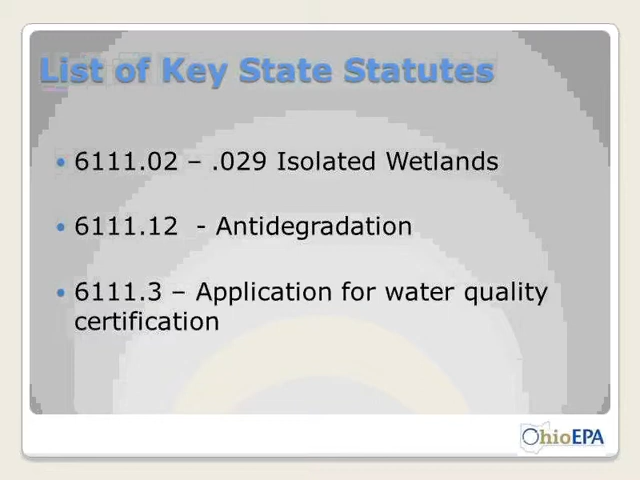 List of Key State Statutes
• 6111.02 – .029 Isolated Wetlands
• 6111.12  - Antidegradation
• 6111.3 – Application for water quality
certification
OhioEPA